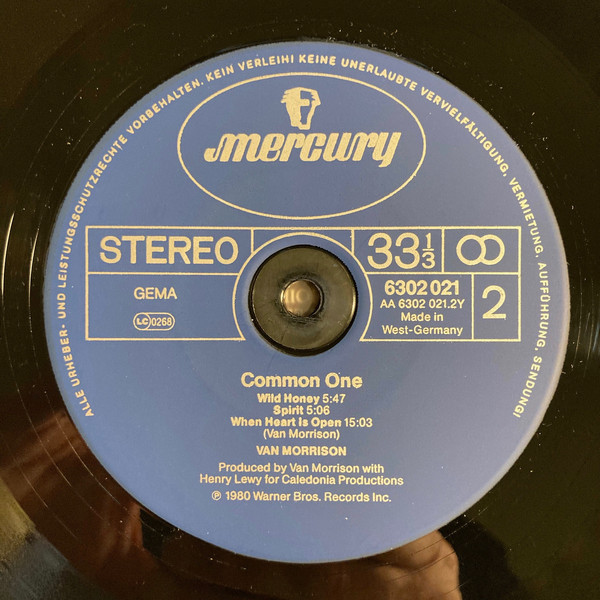 ALLE URHEBER- UND LEISTUNGSSCHUTZRECHTE VORBEHALTEN. KEIN VERLEIH! KEINE UNERLAUBTE VERVIELFÄLTIGUNG, VERMIETUNG, AUFFÜHRUNG, SENDUNG!
mercury
STEREO
33 1/3
GEMA
LC 0268
6302 021
AA 6302 021.2Y
Made in
West-Germany
2
Common One
Wild Honey 5:47
Spirit 5:06
When Heart Is Open 15:03
(Van Morrison)
VAN MORRISON
Produced by Van Morrison with
Henry Lewy for Caledonia Productions
℗ 1980 Warner Bros. Records Inc.